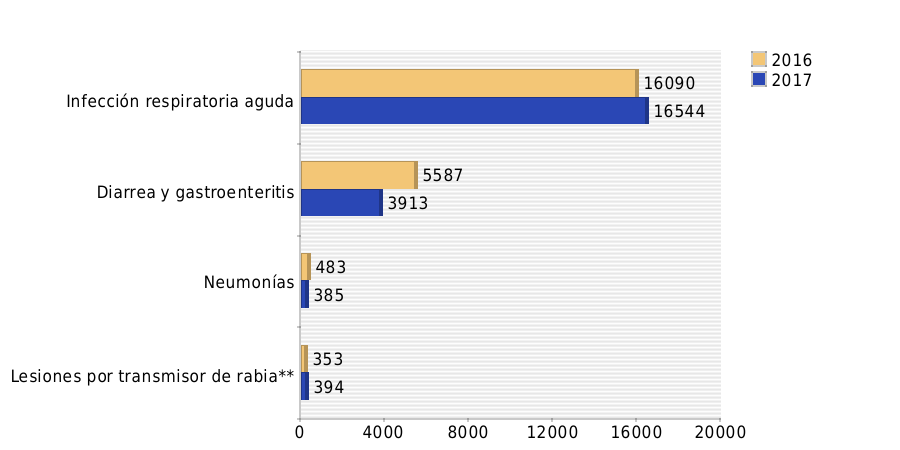 2016
2017
Infección respiratoria aguda
16090
16544
Diarrea y gastroenteritis
5587
3913
Neumonías
483
385
Lesiones por transmisor de rabia**
353
394
0 4000 8000 12000 16000 20000